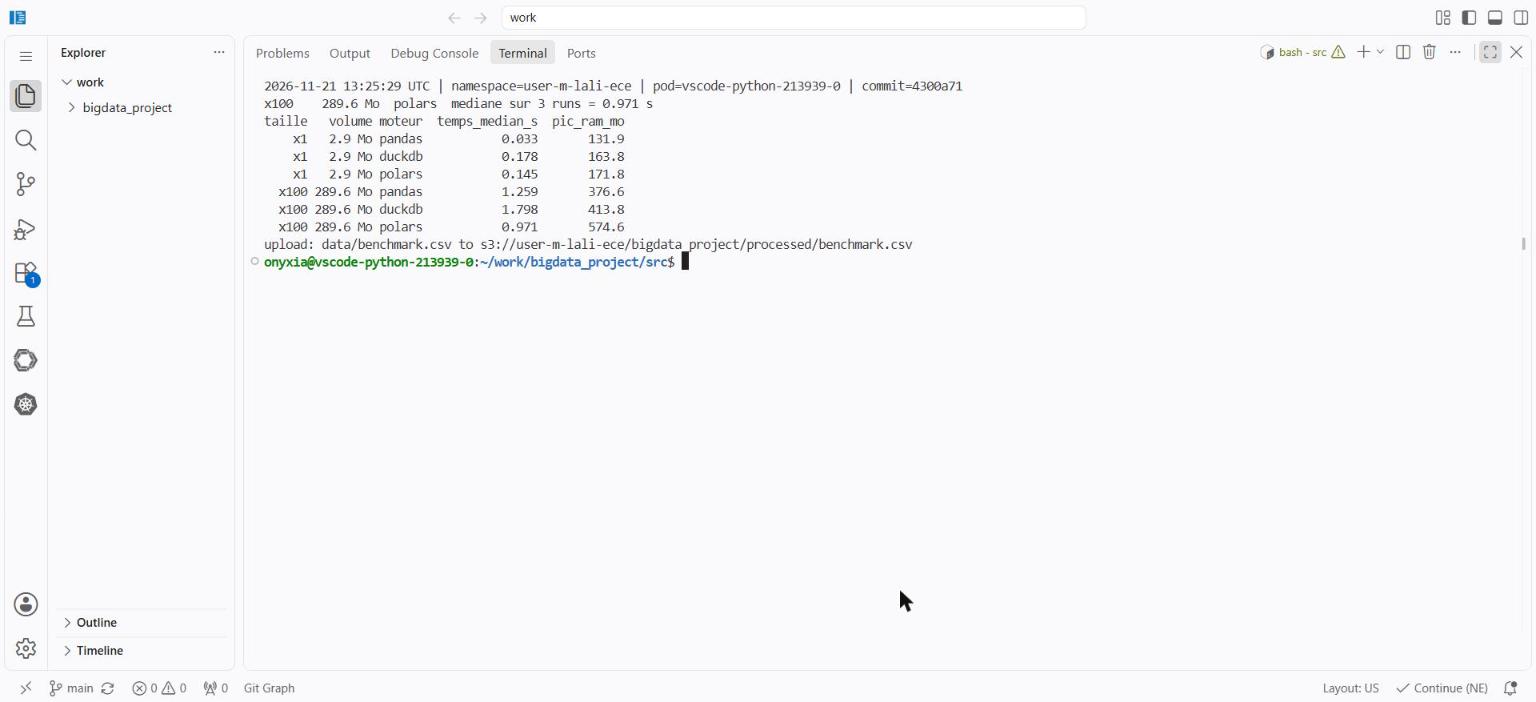 work
Explorer
work
bigdata_project
Outline
Timeline
Problems Output Debug Console Terminal Ports
bash - src
2026-11-21 13:25:29 UTC | namespace=user-m-lali-ece | pod=vscode-python-213939-0 | commit=4300a71
x100    289.6 Mo  polars  mediane sur 3 runs = 0.971 s
taille   volume moteur  temps_median_s  pic_ram_mo
    x1   2.9 Mo pandas           0.033       131.9
    x1   2.9 Mo duckdb           0.178       163.8
    x1   2.9 Mo polars           0.145       171.8
  x100 289.6 Mo pandas           1.259       376.6
  x100 289.6 Mo duckdb           1.798       413.8
  x100 289.6 Mo polars           0.971       574.6
upload: data/benchmark.csv to s3://user-m-lali-ece/bigdata_project/processed/benchmark.csv
onyxia@vscode-python-213939-0:~/work/bigdata_project/src$
1
main 0 0 0 Git Graph Layout: US Continue (NE)